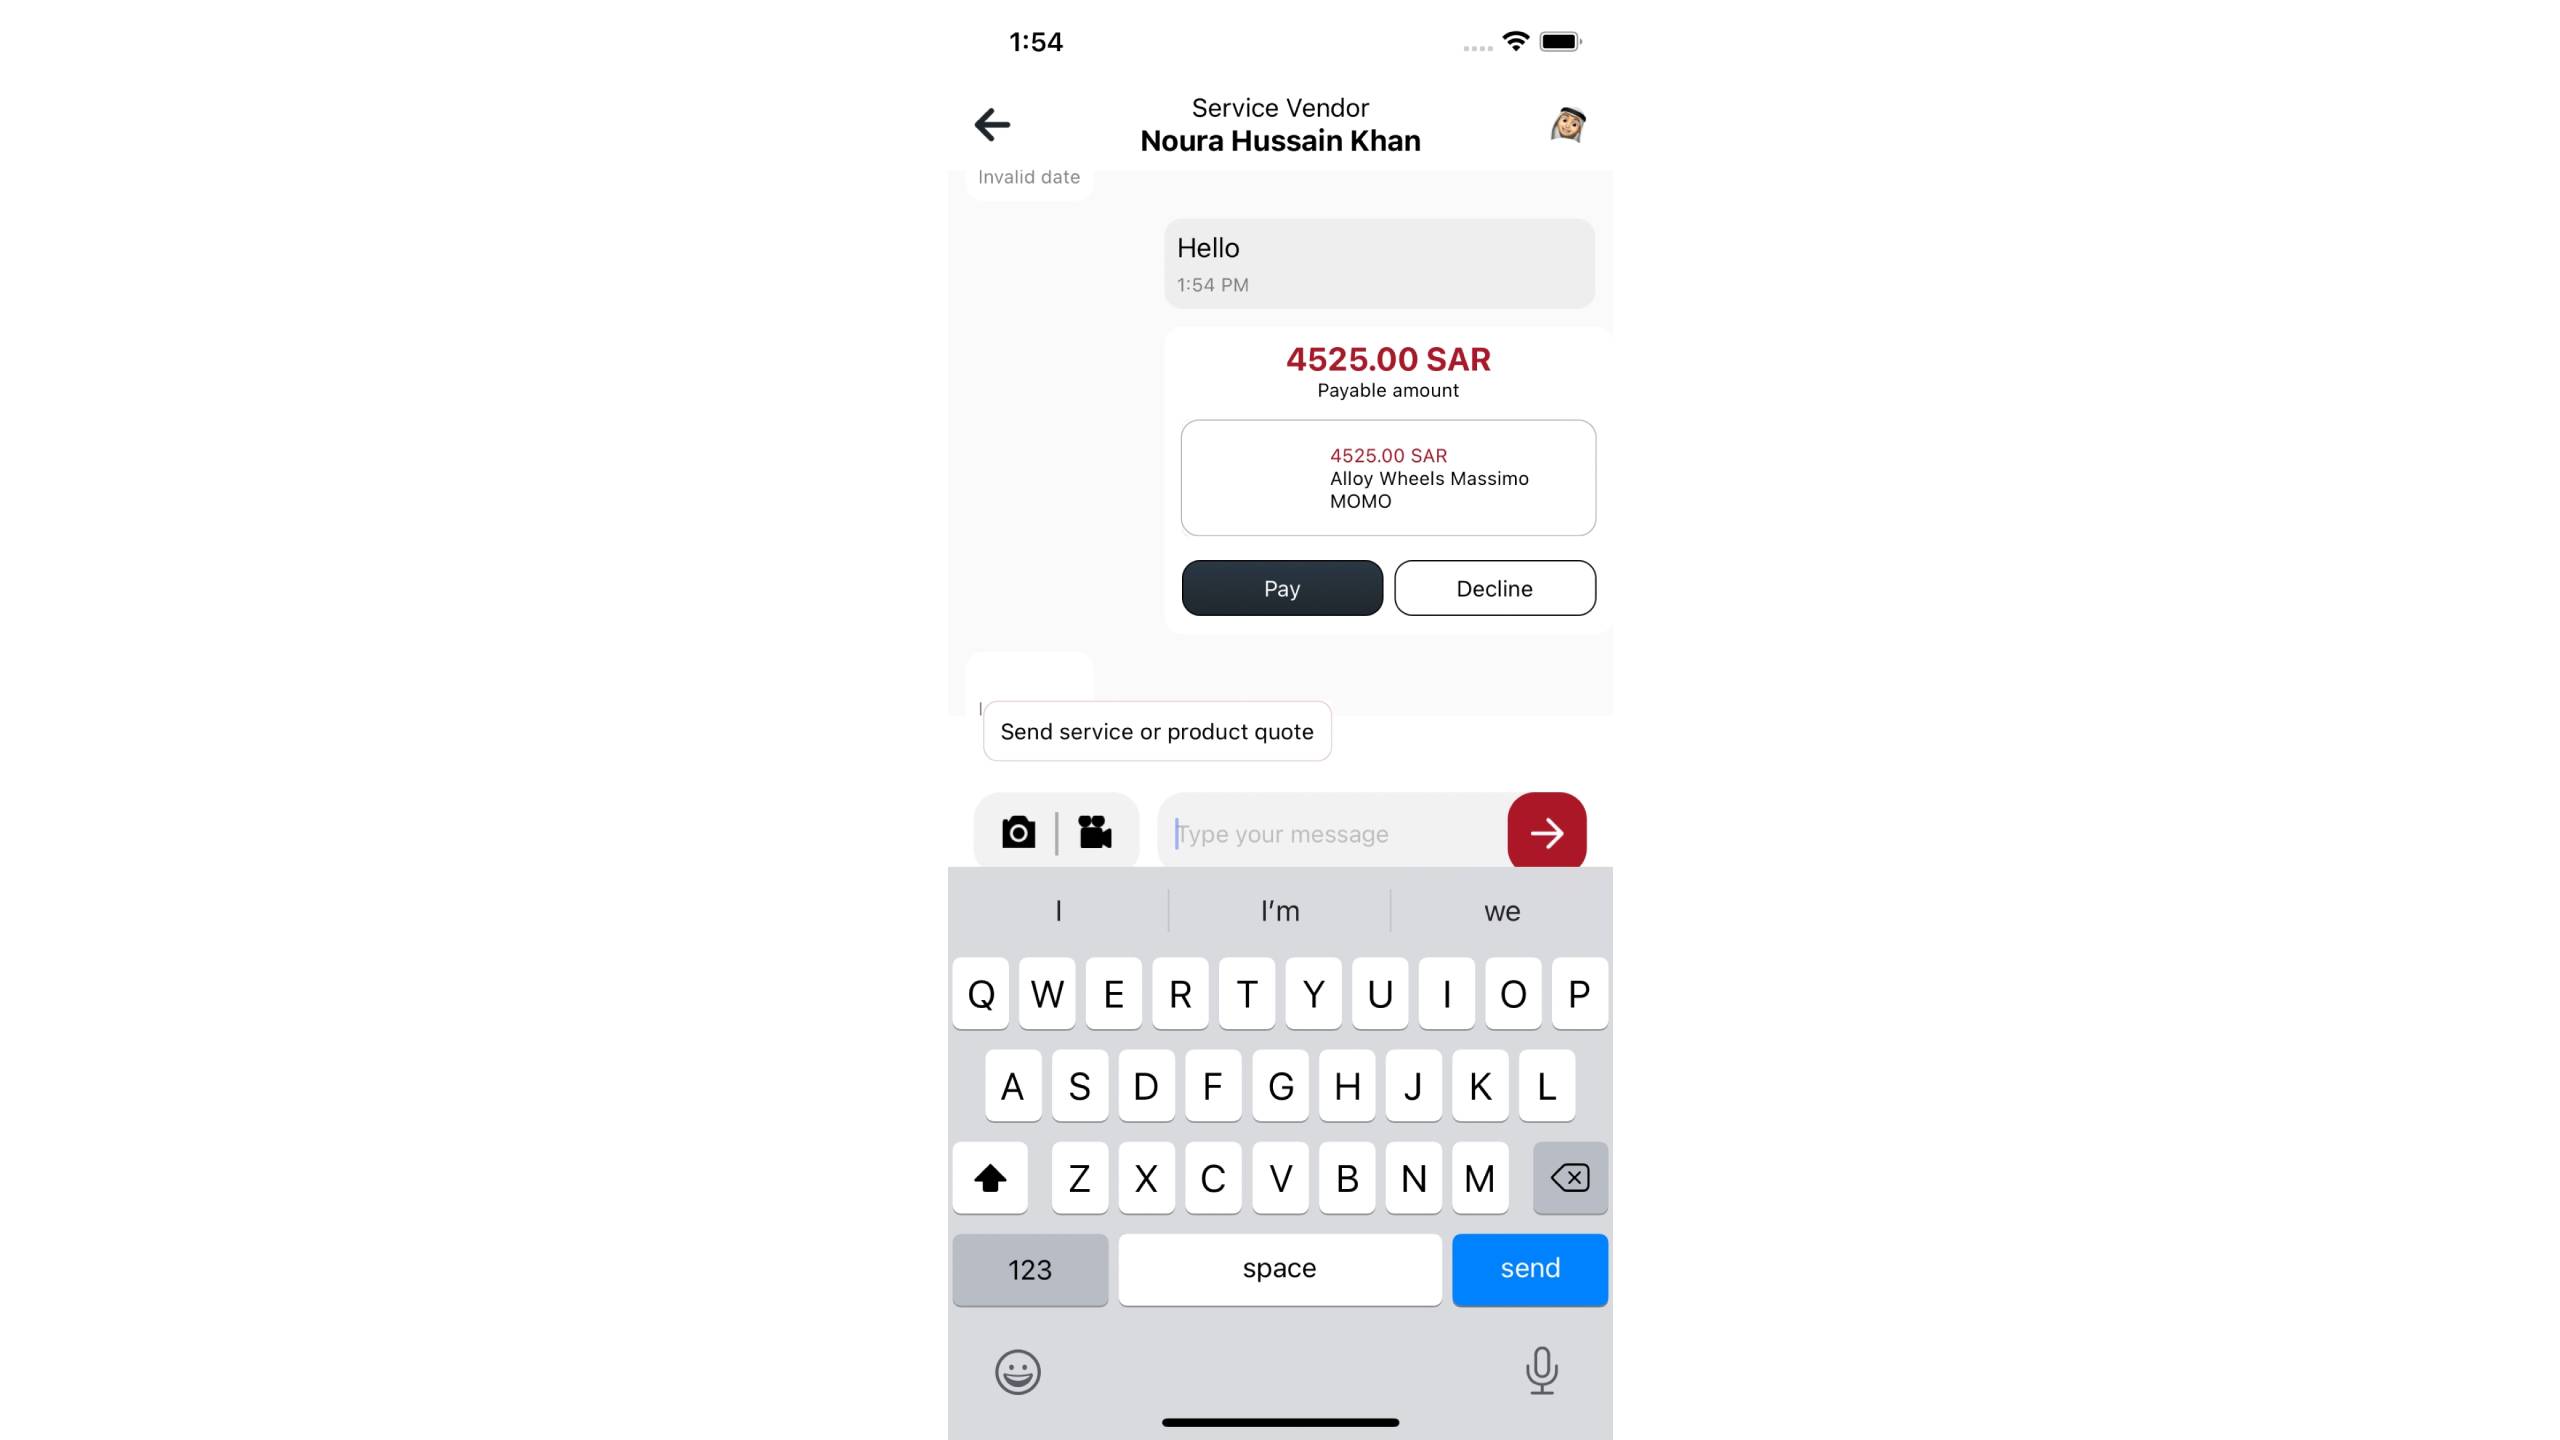 1:54
Service Vendor
Noura Hussain Khan
Invalid date
Hello
1:54 PM
4525.00 SAR
Payable amount
4525.00 SAR
Alloy Wheels Massimo
MOMO
Pay
Decline
Send service or product quote
Type your message
I
I’m
we
Q W E R T Y U I O P
A S D F G H J K L
Z X C V B N M
123
space
send